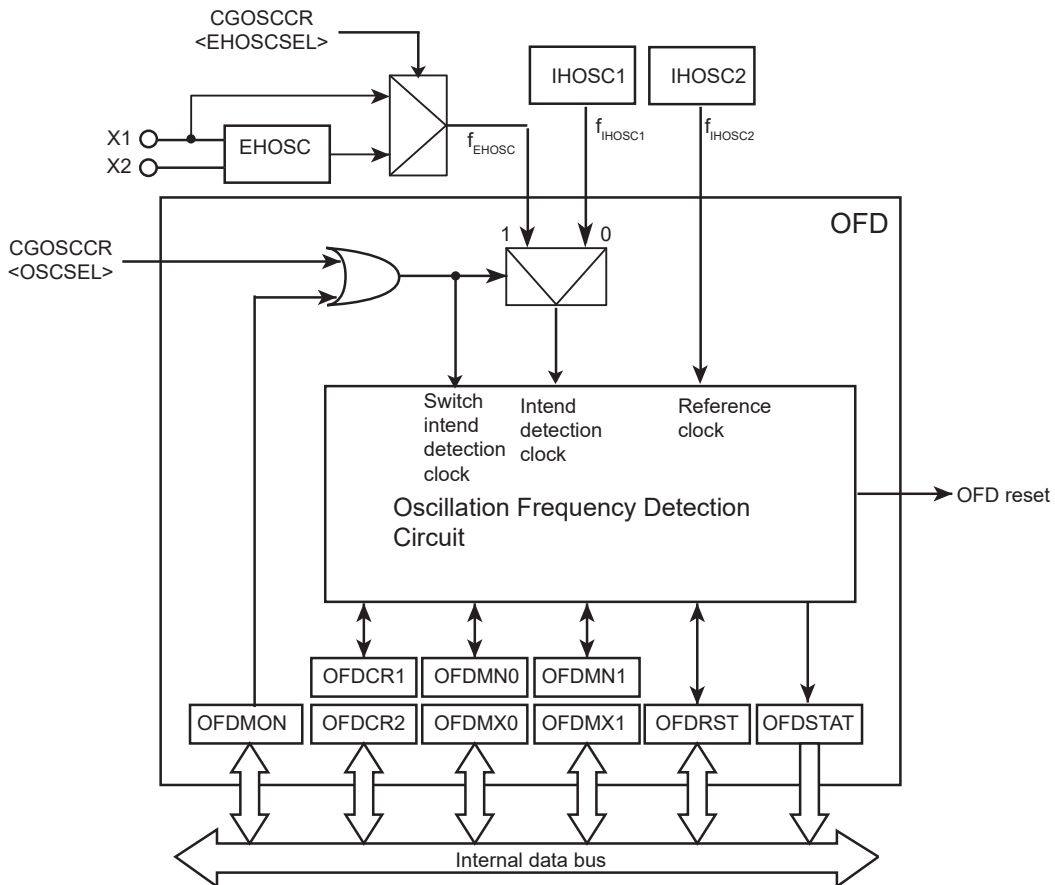 CGOSCCR
<EHOSCSEL>
IHOSC1
IHOSC2
X1
X2
EHOSC
fEHOSC
fIHOSC1
fIHOSC2
OFD
1
0
CGOSCCR
<OSCSEL>
Switch
intend
detection
clock
Intend
detection
clock
Reference
clock
Oscillation Frequency Detection
Circuit
OFD reset
OFDCR1
OFDMN0
OFDMN1
OFDMON
OFDCR2
OFDMX0
OFDMX1
OFDRST
OFDSTAT
Internal data bus